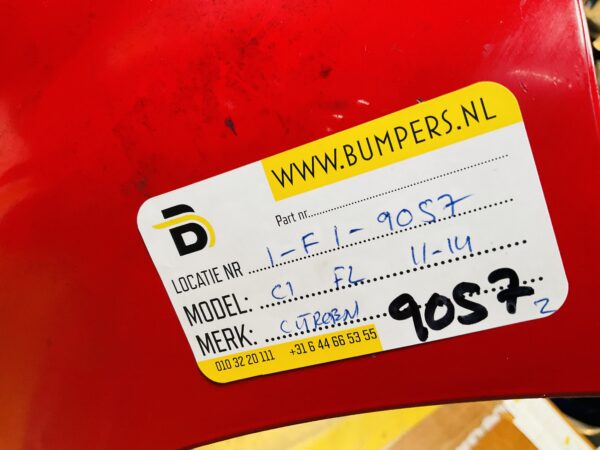 WWW.BUMPERS.NL
Part nr.
LOCATIE NR 1-F1-9057
MODEL: C1 FL 11-14
MERK: CITROEN 9057 2
010 32 20 111 +31 6 44 66 53 55